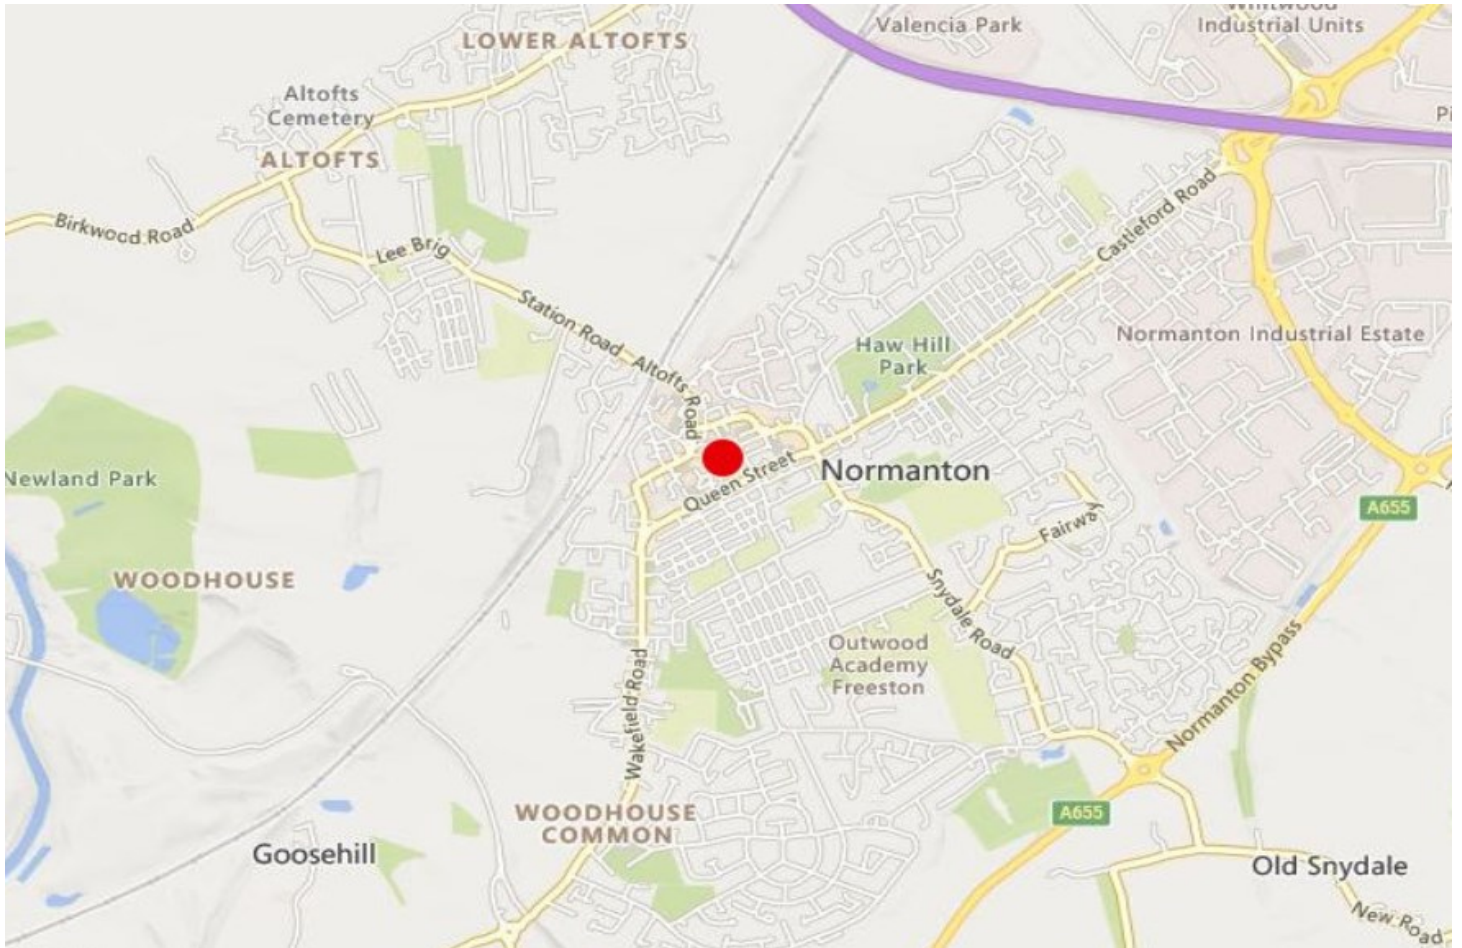 Valencia Park
Whitwood
Industrial Units
LOWER ALTOFTS
Altofts
Cemetery
ALTOFTS
Birkwood Road
Lee Brig
Castleford Road
Station Road
Altofts Road
Haw Hill
Park
Normanton Industrial Estate
Newland Park
Queen Street
Normanton
A655
Fairway
WOODHOUSE
Snydale Road
Outwood
Academy
Freeston
Wakefield Road
Normanton Bypass
WOODHOUSE
COMMON
A655
Goosehill
Old Snydale
New Road